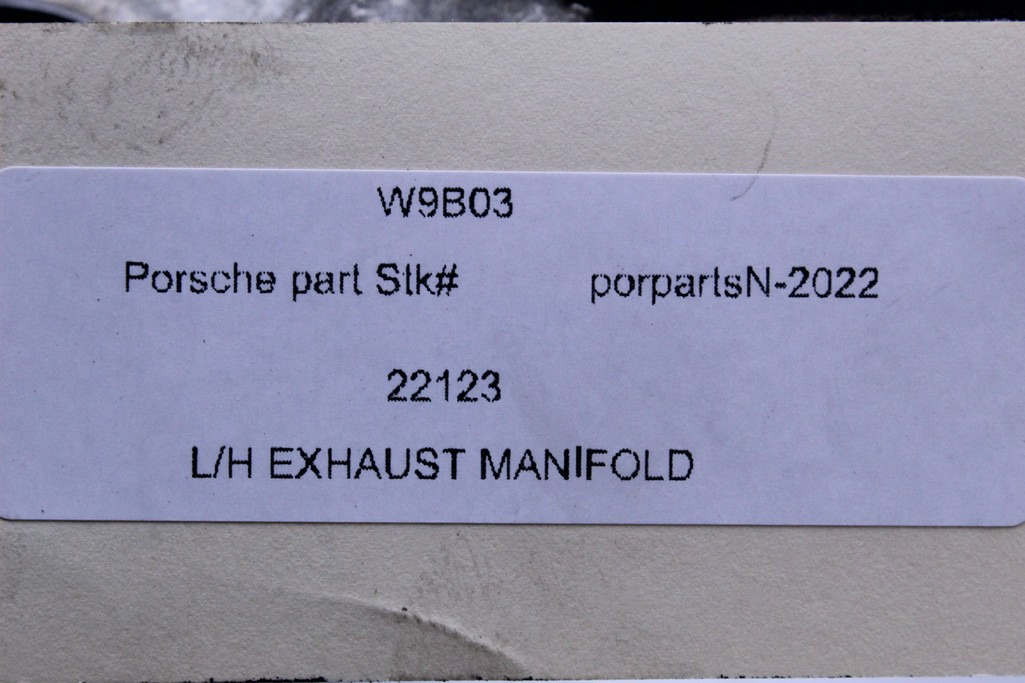 W9B03
Porsche part Stk# porpartsN-2022
22123
L/H EXHAUST MANIFOLD